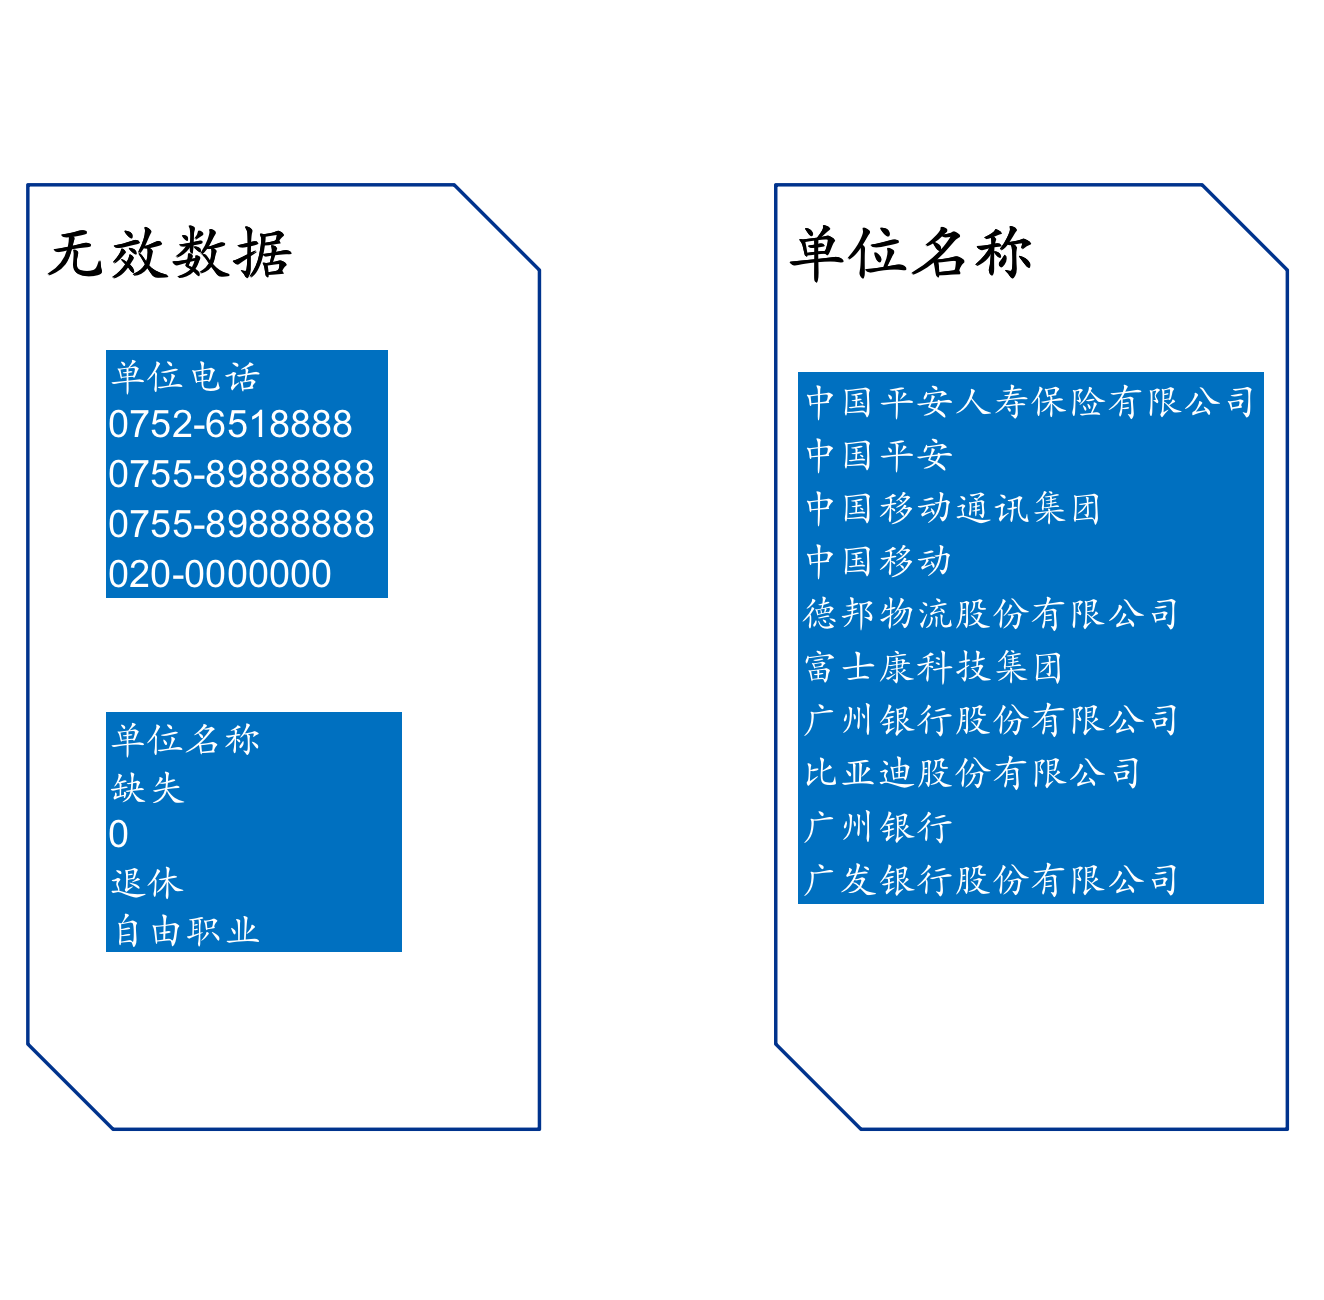 无效数据
单位电话
0752-6518888
0755-89888888
0755-89888888
020-0000000
单位名称
缺失
0
退休
自由职业
单位名称
中国平安人寿保险有限公司
中国平安
中国移动通讯集团
中国移动
德邦物流股份有限公司
富士康科技集团
广州银行股份有限公司
比亚迪股份有限公司
广州银行
广发银行股份有限公司